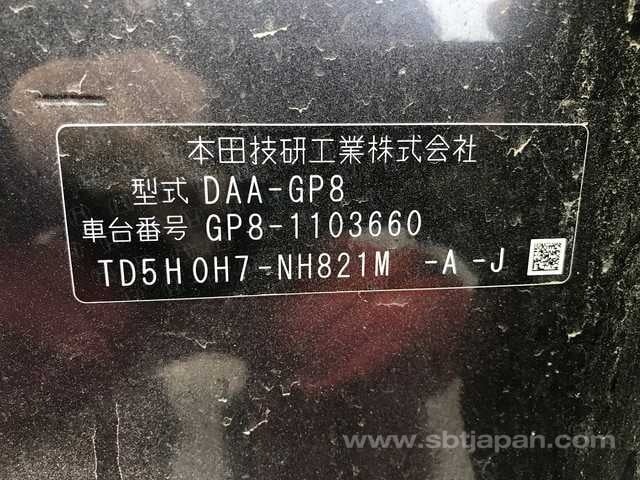 本田技研工業株式会社
型式 DAA-GP8
車台番号 GP8-1103660
TD5H0H7-NH821M -A-J
www.sbtjapan.com